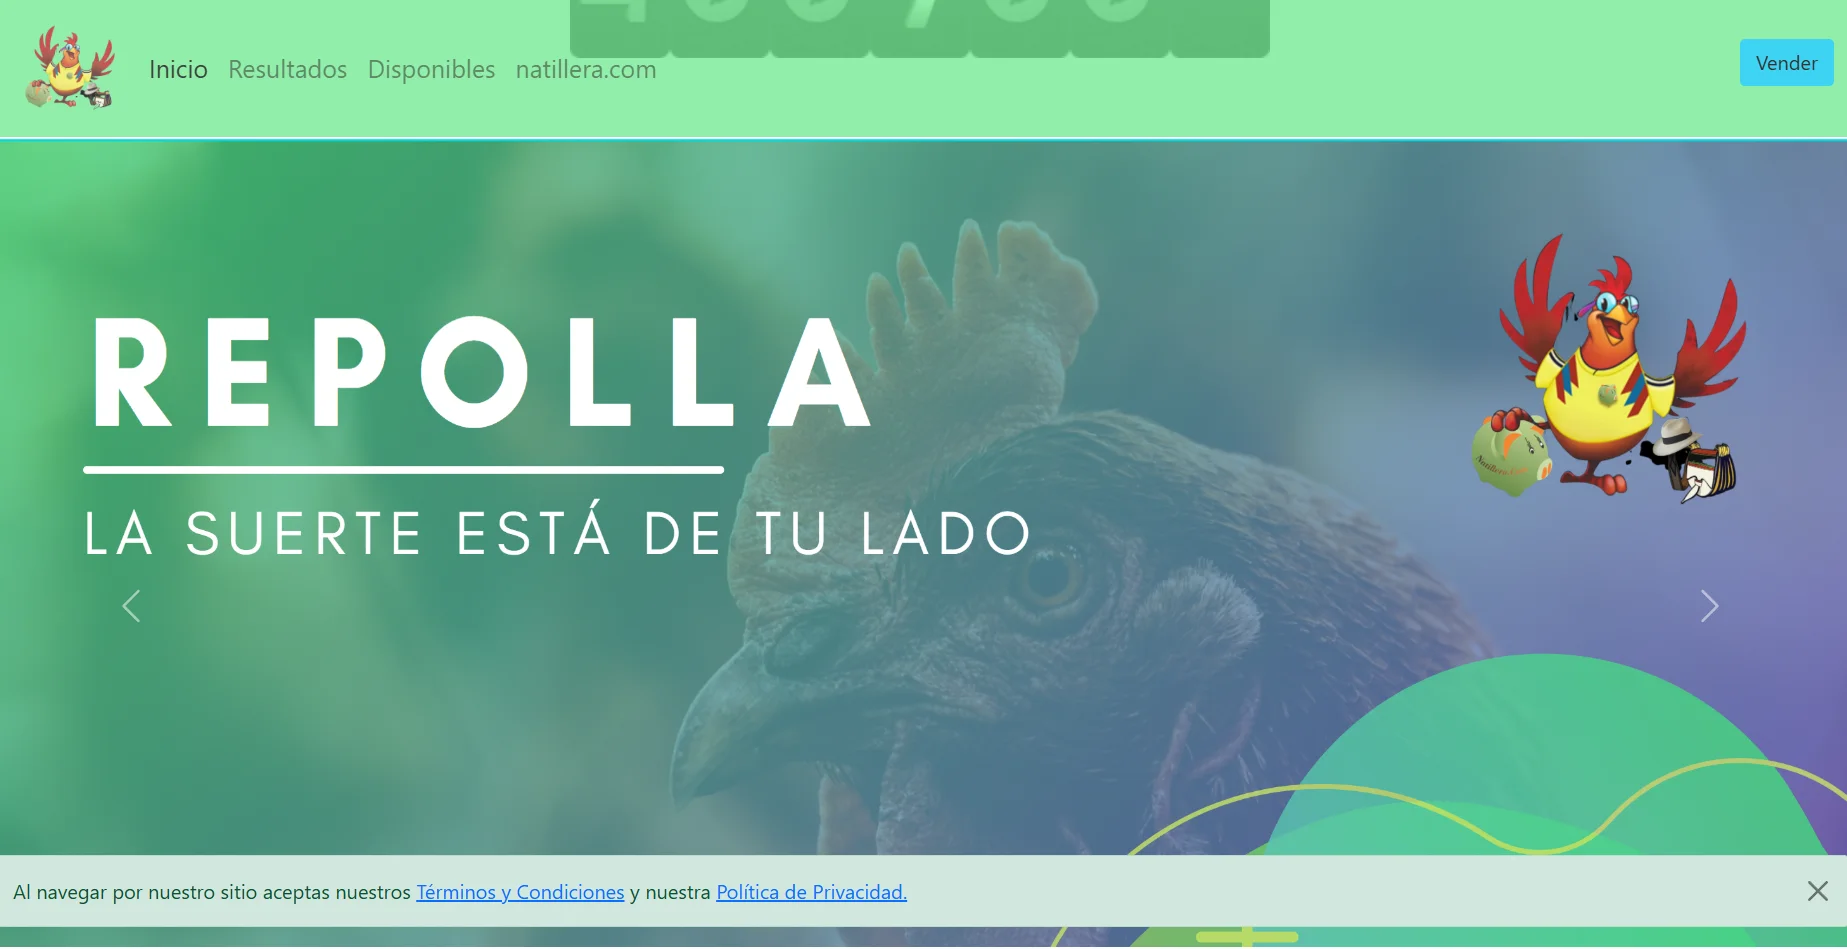 Inicio Resultados Disponibles natillera.com
Vender
REPOLLA
LA SUERTE ESTÁ DE TU LADO
Al navegar por nuestro sitio aceptas nuestros Términos y Condiciones y nuestra Política de Privacidad.